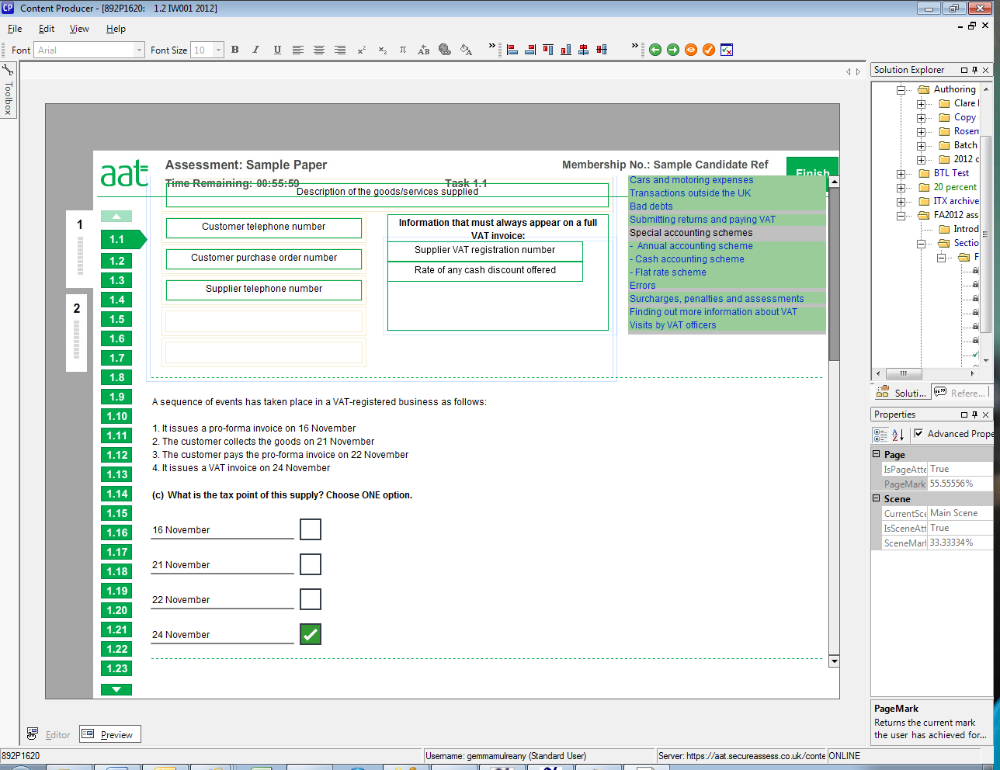 Content Producer - [892P1620: 1.2 IW001 2012]
File Edit View Help
Font Arial Font Size 10
Toolbox
Solution Explorer
Authoring
Clare
Copy
Rosem
Batch
2012 c
BTL Test
20 percent
ITX archive
FA2012 ass
Introd
Sectio
F
Soluti...
Refere...
aat
Assessment: Sample Paper
Membership No.: Sample Candidate Ref
Finish
Time Remaining: 00:55:59
Task 1.1
1
2
1.1
1.2
1.3
1.4
1.5
1.6
1.7
1.8
1.9
1.10
1.11
1.12
1.13
1.14
1.15
1.16
1.17
1.18
1.19
1.20
1.21
1.22
1.23
Description of the goods/services supplied
Customer telephone number
Customer purchase order number
Supplier telephone number
Information that must always appear on a full
VAT invoice:
Supplier VAT registration number
Rate of any cash discount offered
Cars and motoring expenses
Transactions outside the UK
Bad debts
Submitting returns and paying VAT
Special accounting schemes
- Annual accounting scheme
- Cash accounting scheme
- Flat rate scheme
Errors
Surcharges, penalties and assessments
Finding out more information about VAT
Visits by VAT officers
A sequence of events has taken place in a VAT-registered business as follows:
1. It issues a pro-forma invoice on 16 November
2. The customer collects the goods on 21 November
3. The customer pays the pro-forma invoice on 22 November
4. It issues a VAT invoice on 24 November
(c) What is the tax point of this supply? Choose ONE option.
16 November
21 November
22 November
24 November
Properties
Advanced Prope
Page
IsPageAtte True
PageMark 55.55556%
Scene
CurrentSce Main Scene
IsSceneAtt True
SceneMarl 33.33334%
PageMark
Returns the current mark
the user has achieved for...
Editor
Preview
892P1620
Username: gemmamulreany (Standard User)
Server: https://aat.secureassess.co.uk/conte
ONLINE